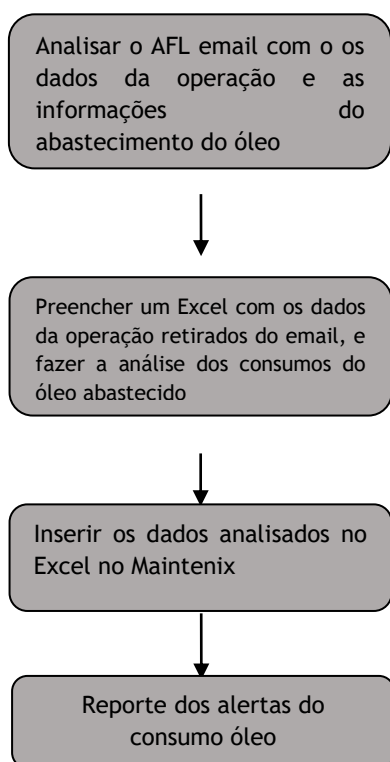 Analisar o AFL email com o os
dados da operação e as
informações do
abastecimento do óleo
Preencher um Excel com os dados
da operação retirados do email, e
fazer a análise dos consumos do
óleo abastecido
Inserir os dados analisados no
Excel no Maintenix
Reporte dos alertas do
consumo óleo